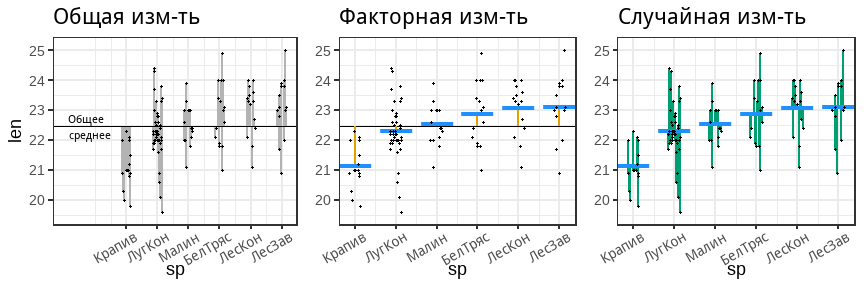 Общая изм-ть
Факторная изм-ть
Случайная изм-ть
len
25
24
23
22
21
20
Общее
среднее
Крапив
ЛугКон
Малин
БелТряс
ЛесКон
ЛесЗав
sp
25
24
23
22
21
20
Крапив
ЛугКон
Малин
БелТряс
ЛесКон
ЛесЗав
sp
25
24
23
22
21
20
Крапив
ЛугКон
Малин
БелТряс
ЛесКон
ЛесЗав
sp